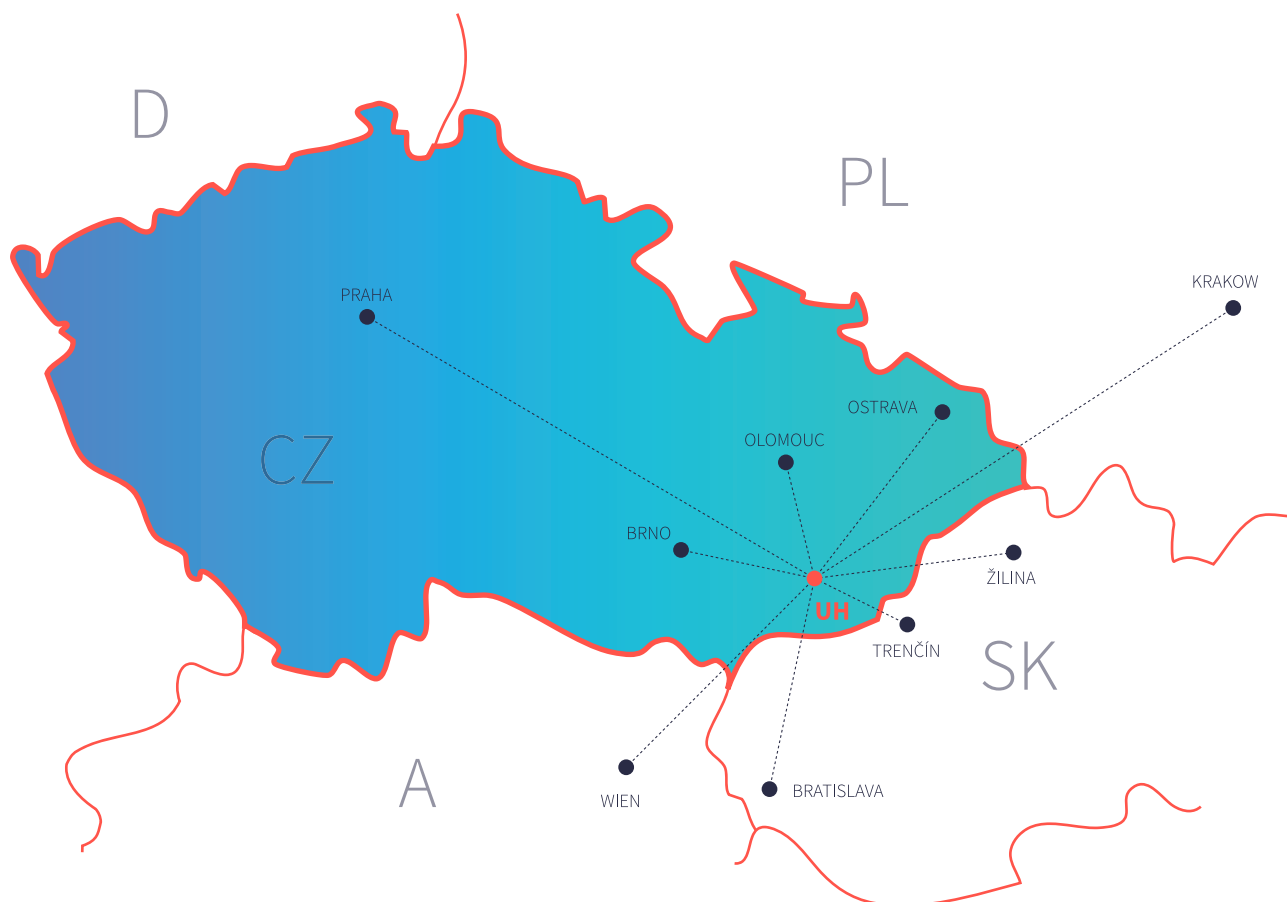 D
PL
KRAKOW
PRAHA
OSTRAVA
OLOMOUC
CZ
BRNO
ŽILINA
UH
TRENČÍN
SK
A
BRATISLAVA
WIEN